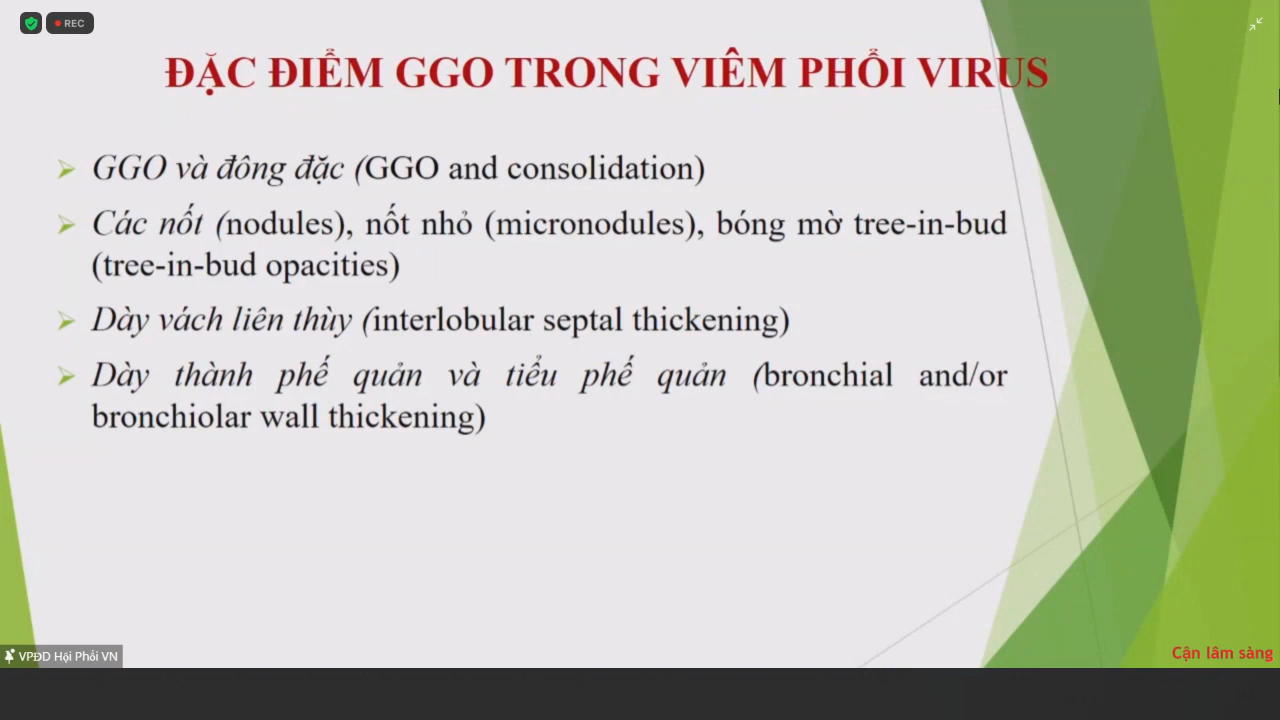 REC
ĐẶC ĐIỂM GGO TRONG VIÊM PHỔI VIRUS
GGO và đông đặc (GGO and consolidation)
Các nốt (nodules), nốt nhỏ (micronodules), bóng mờ tree-in-bud
(tree-in-bud opacities)
Dày vách liên thùy (interlobular septal thickening)
Dày thành phế quản và tiểu phế quản (bronchial and/or
bronchiolar wall thickening)
VPĐD Hội Phổi VN
Cận lâm sàng